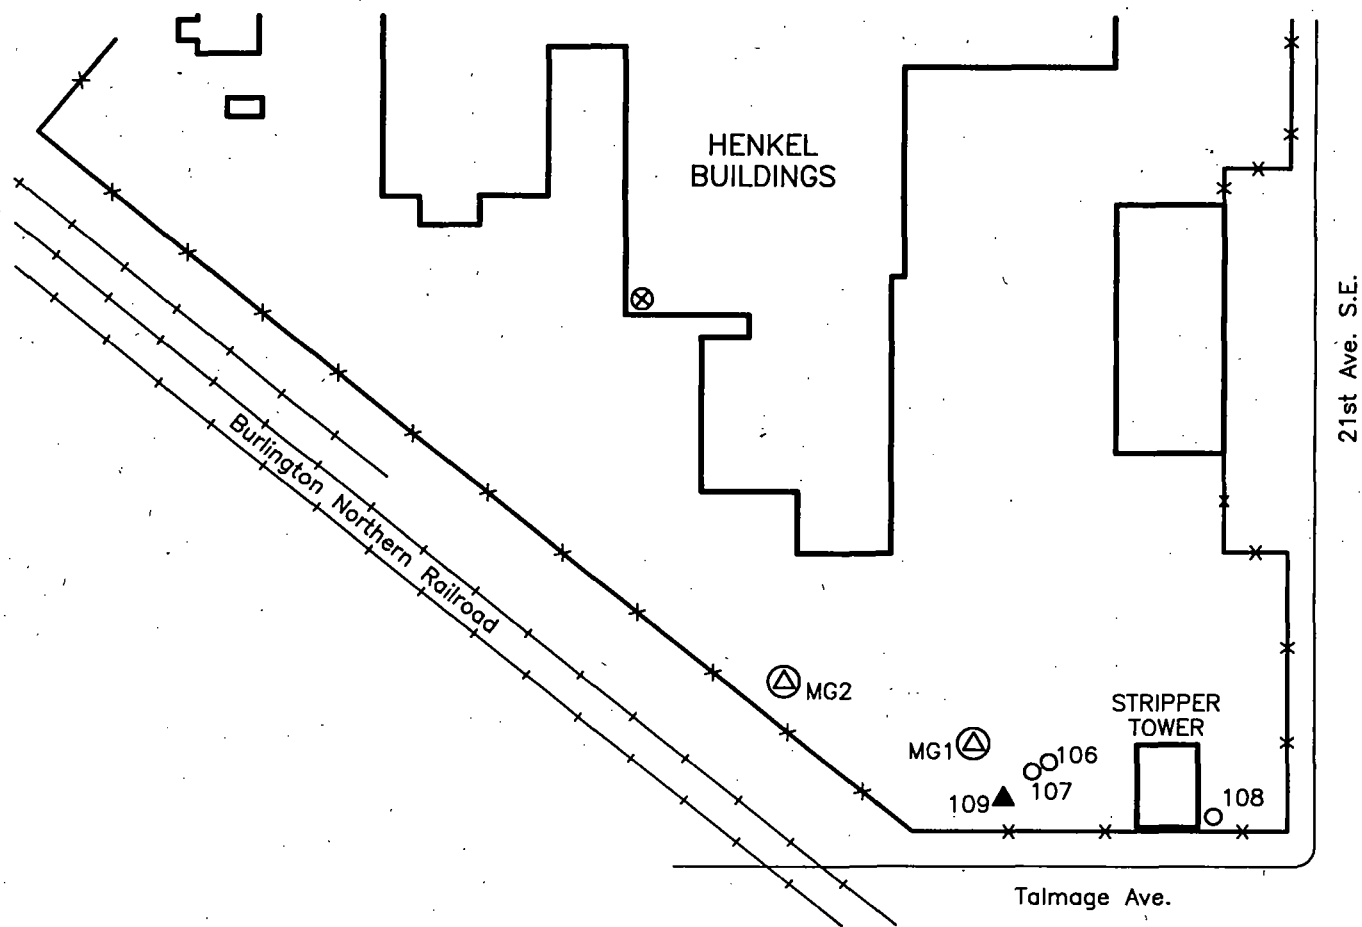 HENKEL
BUILDINGS
21st Ave. S.E.
Burlington Northern Railroad
MG2
STRIPPER
TOWER
MG1
106
107
109
108
Talmage Ave.